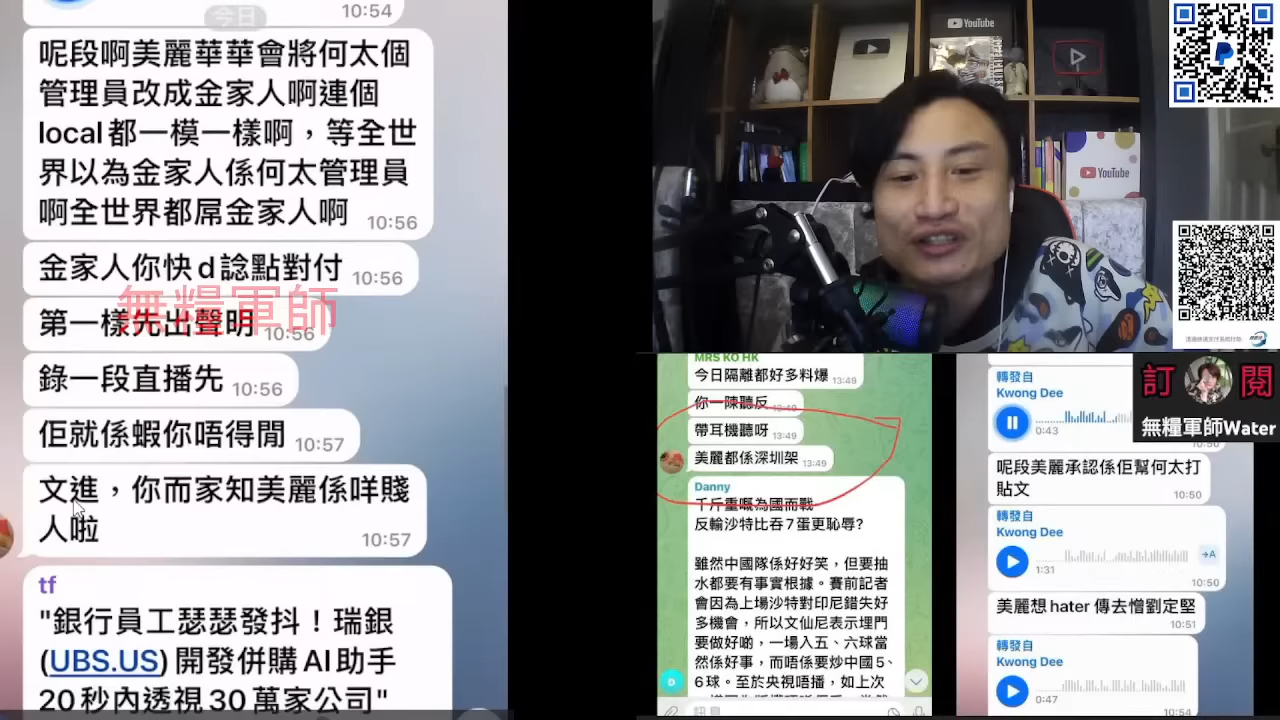 10:54
今日
呢段啊美麗華華會將何太個
管理員改成金家人啊連個
local都一模一樣啊，等全世
界以為金家人係何太管理員
啊全世界都屌金家人啊 10:56
金家人你快d諗點對付 10:56
無糧軍師
第一樣先出聲明 10:56
錄一段直播先 10:56
佢就係蝦你唔得閒 10:57
文進，你而家知美麗係咩賤
人啦 10:57
tf
"銀行員工瑟瑟發抖！瑞銀
(UBS.US) 開發併購AI助手
20秒內透視30萬家公司"
YouTube
YouTube
MRS KO HK
今日隔離都好多料爆 13:49
你一陳聽反 13:49
帶耳機聽呀 13:49
美麗都係深圳架 13:49
Danny
千斤重嘅為國而戰
反輸沙特比吞7蛋更恥辱?
雖然中國隊係好好笑，但要抽
水都要有事實根據。賽前記者
會因為上場沙特對印尼錯失好
多機會，所以文仙尼表示埋門
要做好啲，一場入五、六球當
然係好事，而唔係要炒中國5、
6球。至於央視唔播，如上次
D
轉發自
Kwong Dee
0:43
10:50
訂 閱
無糧軍師Water
呢段美麗承認係佢幫何太打
貼文 10:50
轉發自
Kwong Dee
1:31
→A
10:50
美麗想hater 傳去憎劉定堅
10:51
轉發自
Kwong Dee
0:47
10:54